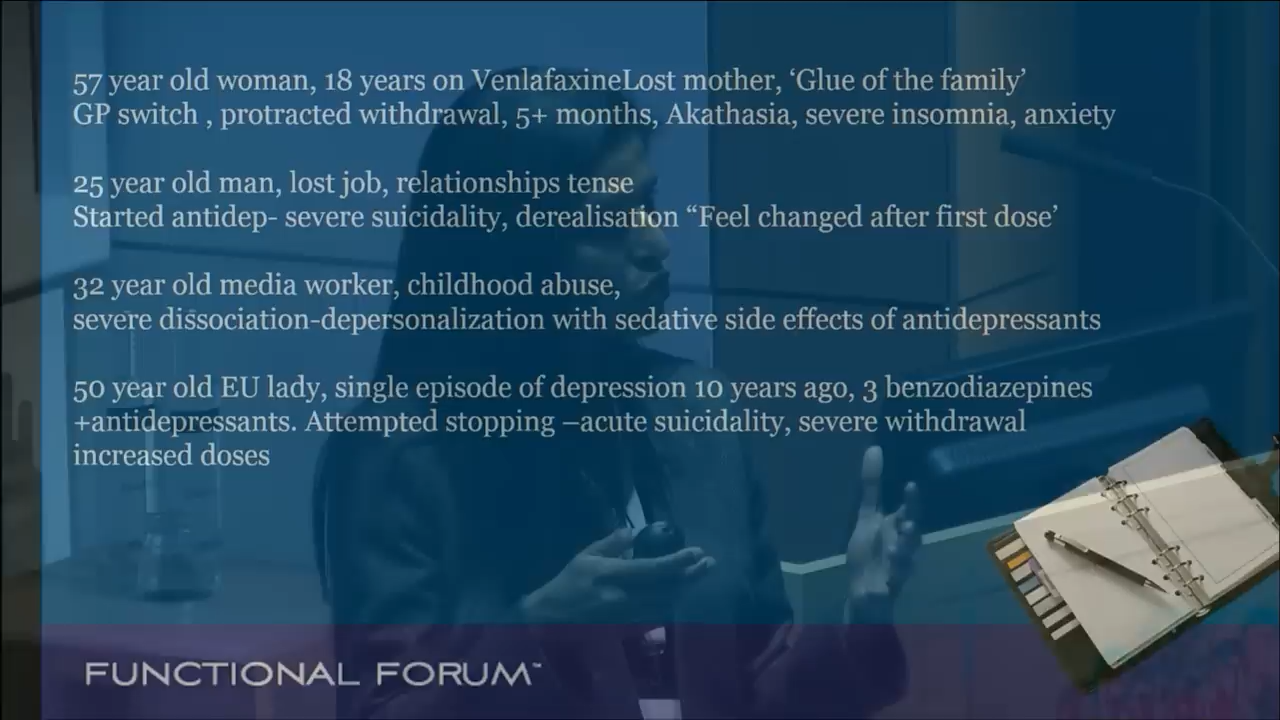 57 year old woman, 18 years on VenlafaxineLost mother, ‘Glue of the family’
GP switch , protracted withdrawal, 5+ months, Akathasia, severe insomnia, anxiety
25 year old man, lost job, relationships tense
Started antidep- severe suicidality, derealisation “Feel changed after first dose’
32 year old media worker, childhood abuse,
severe dissociation-depersonalization with sedative side effects of antidepressants
50 year old EU lady, single episode of depression 10 years ago, 3 benzodiazepines
+antidepressants. Attempted stopping –acute suicidality, severe withdrawal
increased doses
FUNCTIONAL FORUM™